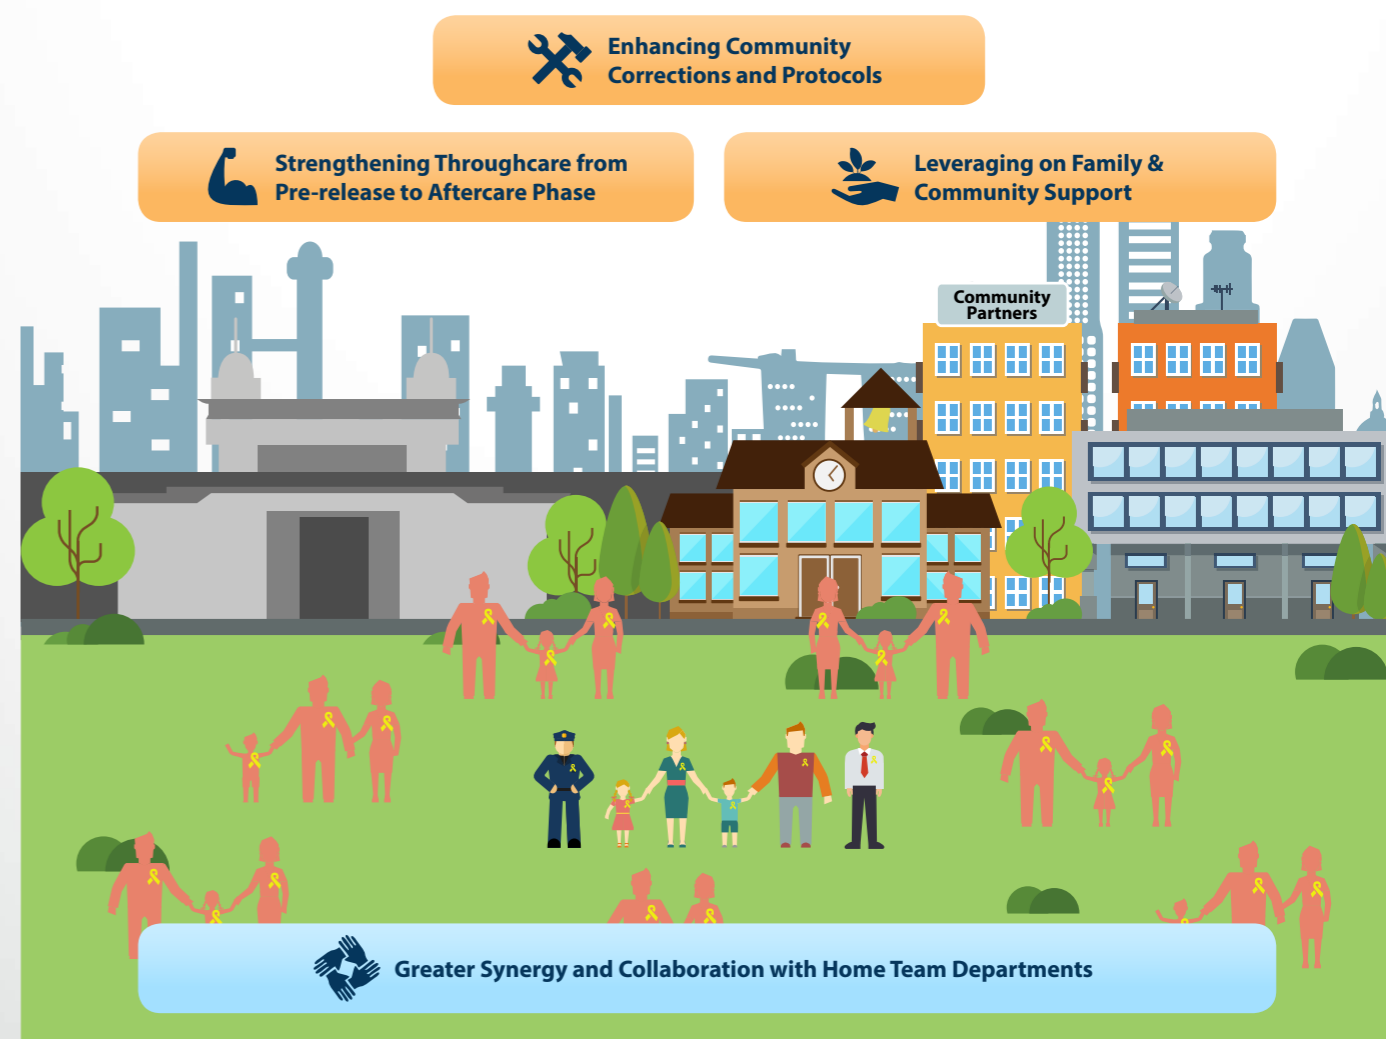 Enhancing Community
Corrections and Protocols
Strengthening Throughcare from
Pre-release to Aftercare Phase
Leveraging on Family &
Community Support
Community
Partners
Greater Synergy and Collaboration with Home Team Departments